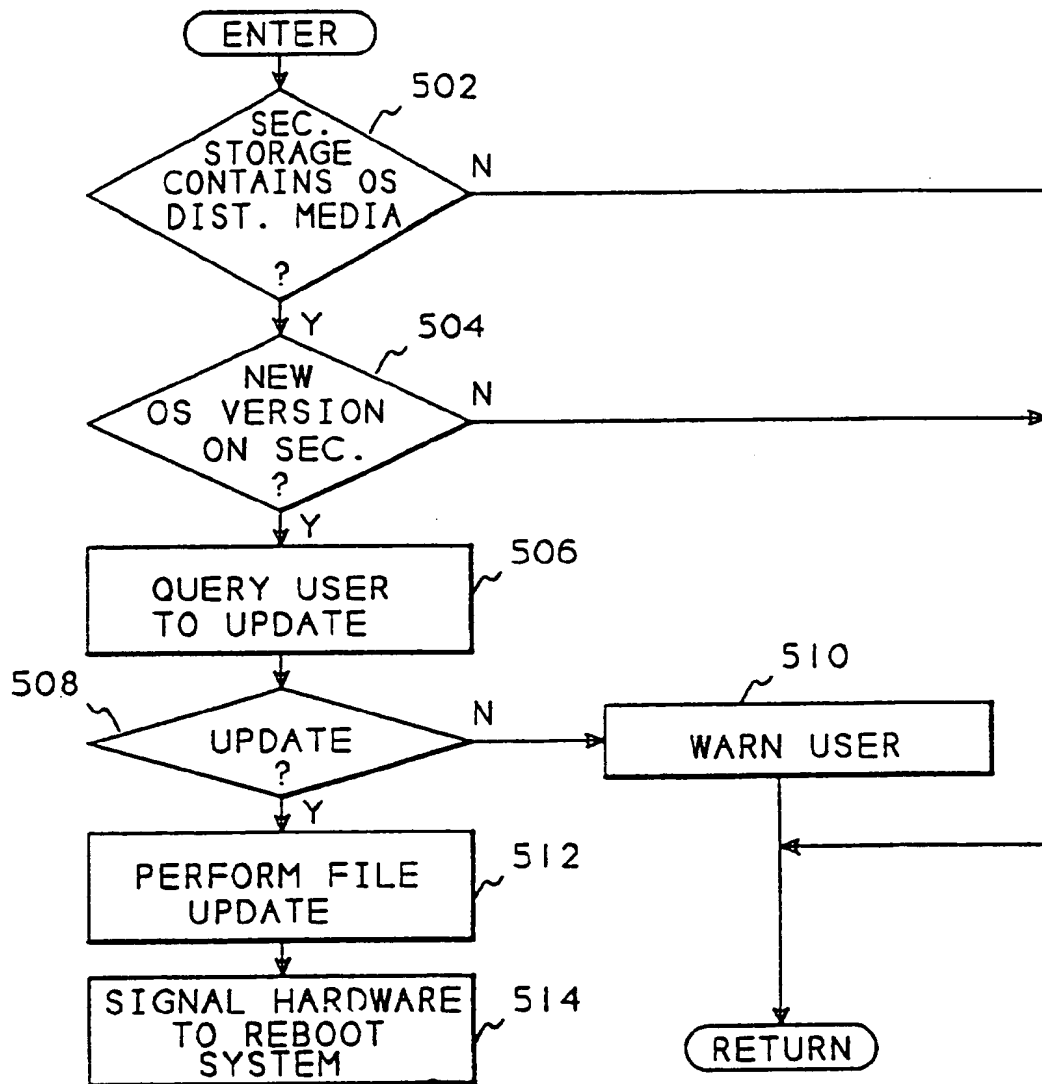 ENTER
502
SEC.
STORAGE
CONTAINS OS
DIST. MEDIA
?
N
Y
504
NEW
OS VERSION
ON SEC.
?
N
Y
506
QUERY USER
TO UPDATE
508
UPDATE
?
N
Y
510
WARN USER
512
PERFORM FILE
UPDATE
514
SIGNAL HARDWARE
TO REBOOT
SYSTEM
RETURN